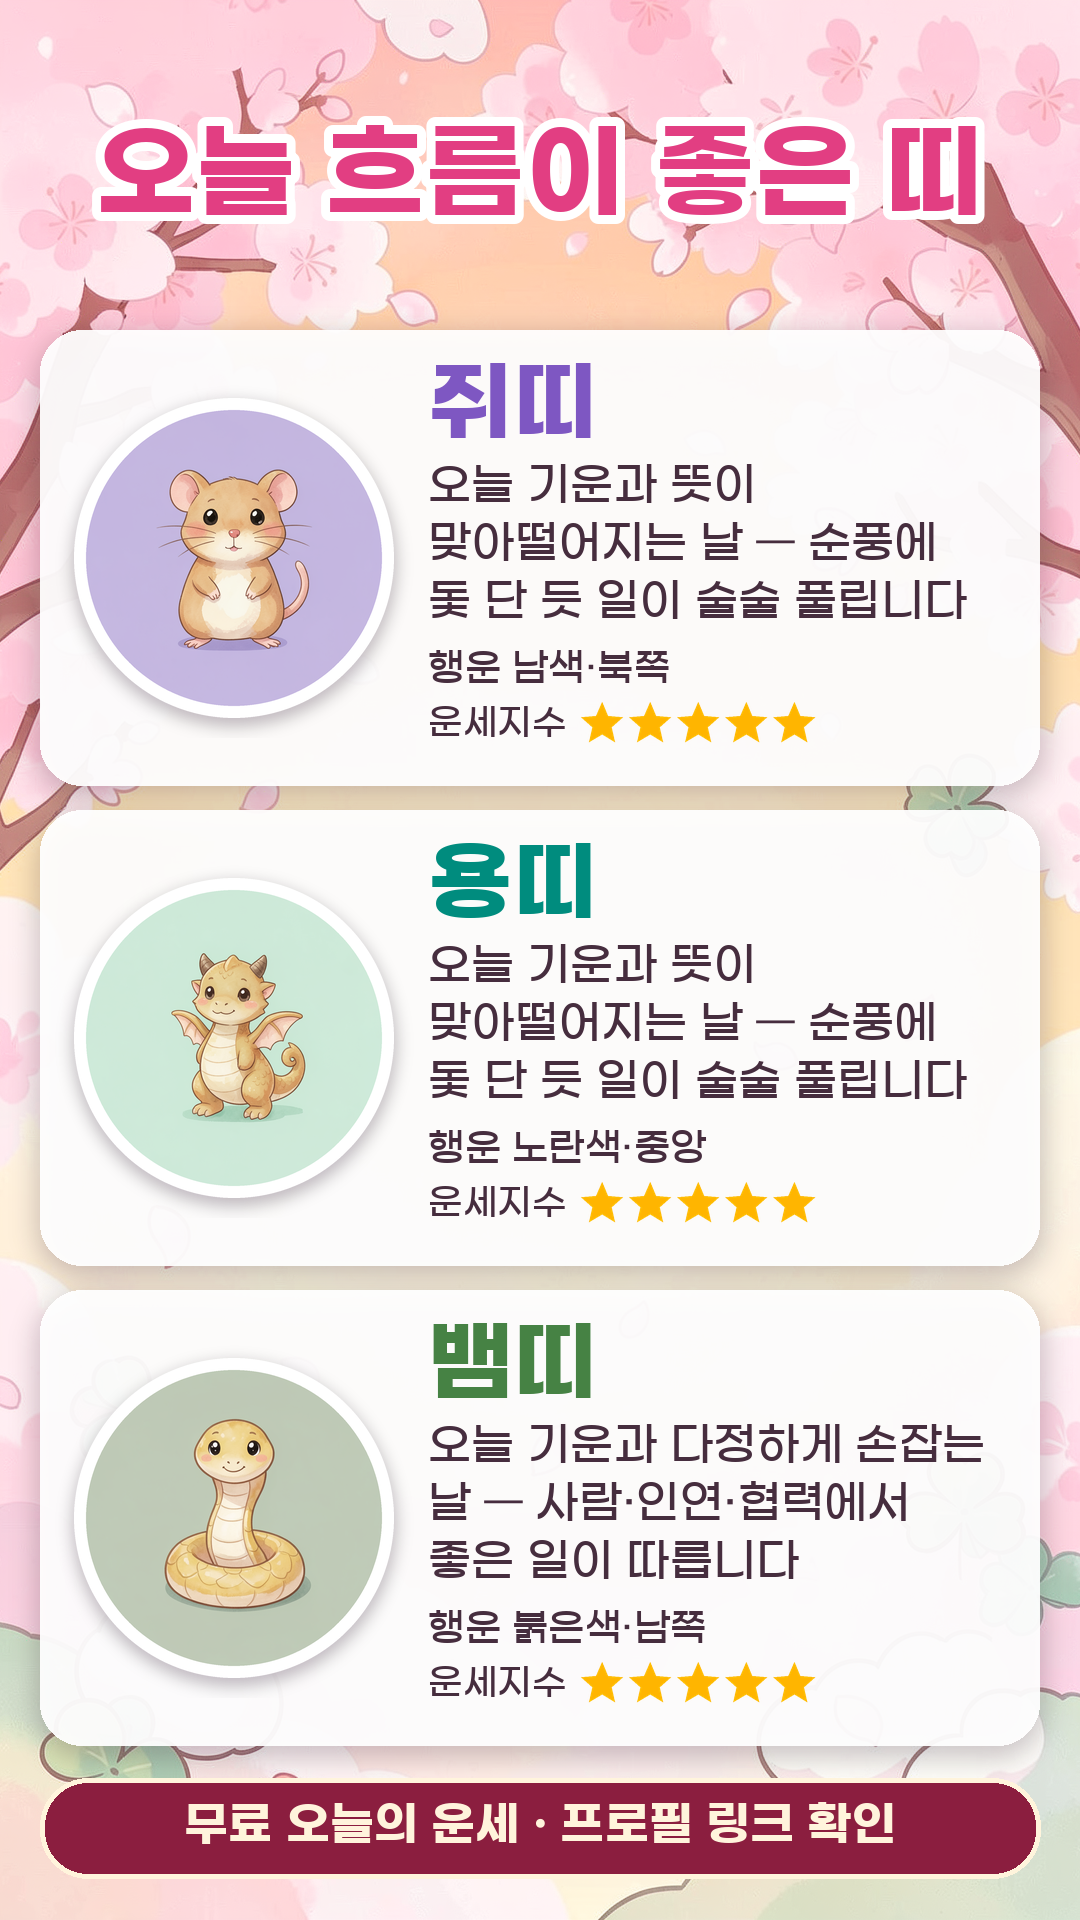 오늘 흐름이 좋은 띠
쥐띠
오늘 기운과 뜻이
맞아떨어지는 날 — 순풍에
돛 단 듯 일이 술술 풀립니다
행운 남색·북쪽
운세지수 ★★★★★
용띠
오늘 기운과 뜻이
맞아떨어지는 날 — 순풍에
돛 단 듯 일이 술술 풀립니다
행운 노란색·중앙
운세지수 ★★★★★
뱀띠
오늘 기운과 다정하게 손잡는
날 — 사람·인연·협력에서
좋은 일이 따릅니다
행운 붉은색·남쪽
운세지수 ★★★★★
무료 오늘의 운세 · 프로필 링크 확인